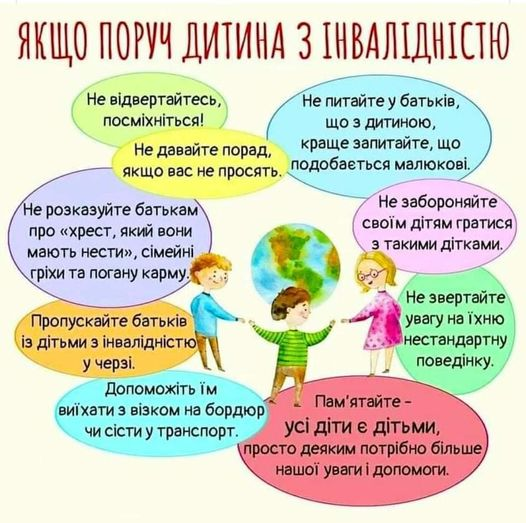 ЯКЩО ПОРУЧ ДИТИНА З ІНВАЛІДНІСТЮ
Не відвертайтесь,
посміхніться!
Не питайте у батьків,
що з дитиною,
краще запитайте, що
подобається малюкові.
Не давайте порад,
якщо вас не просять.
Не розказуйте батькам
про «хрест, який вони
мають нести», сімейні
гріхи та погану карму.
Не забороняйте
своїм дітям гратися
з такими дітками.
Пропускайте батьків
із дітьми з інвалідністю
у черзі.
Не звертайте
увагу на їхню
нестандартну
поведінку.
Допоможіть їм
виїхати з візком на бордюр
чи сісти у транспорт.
Пам'ятайте -
усі діти є дітьми,
просто деяким потрібно більше
нашої уваги і допомоги.